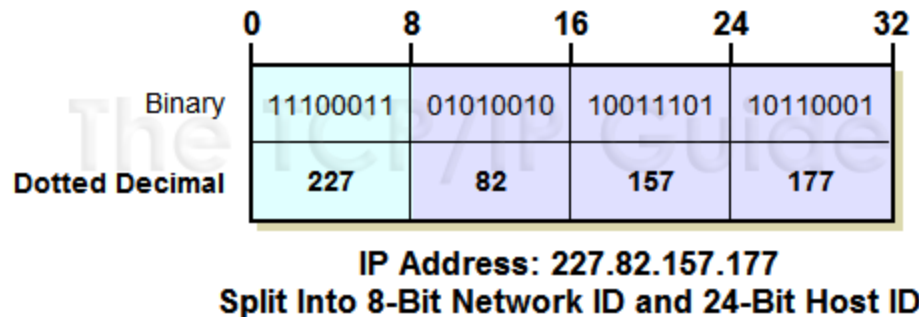 0 8 16 24 32
Binary 11100011 01010010 10011101 10110001
The TCP/IP Guide
Dotted Decimal 227 82 157 177
IP Address: 227.82.157.177
Split Into 8-Bit Network ID and 24-Bit Host ID